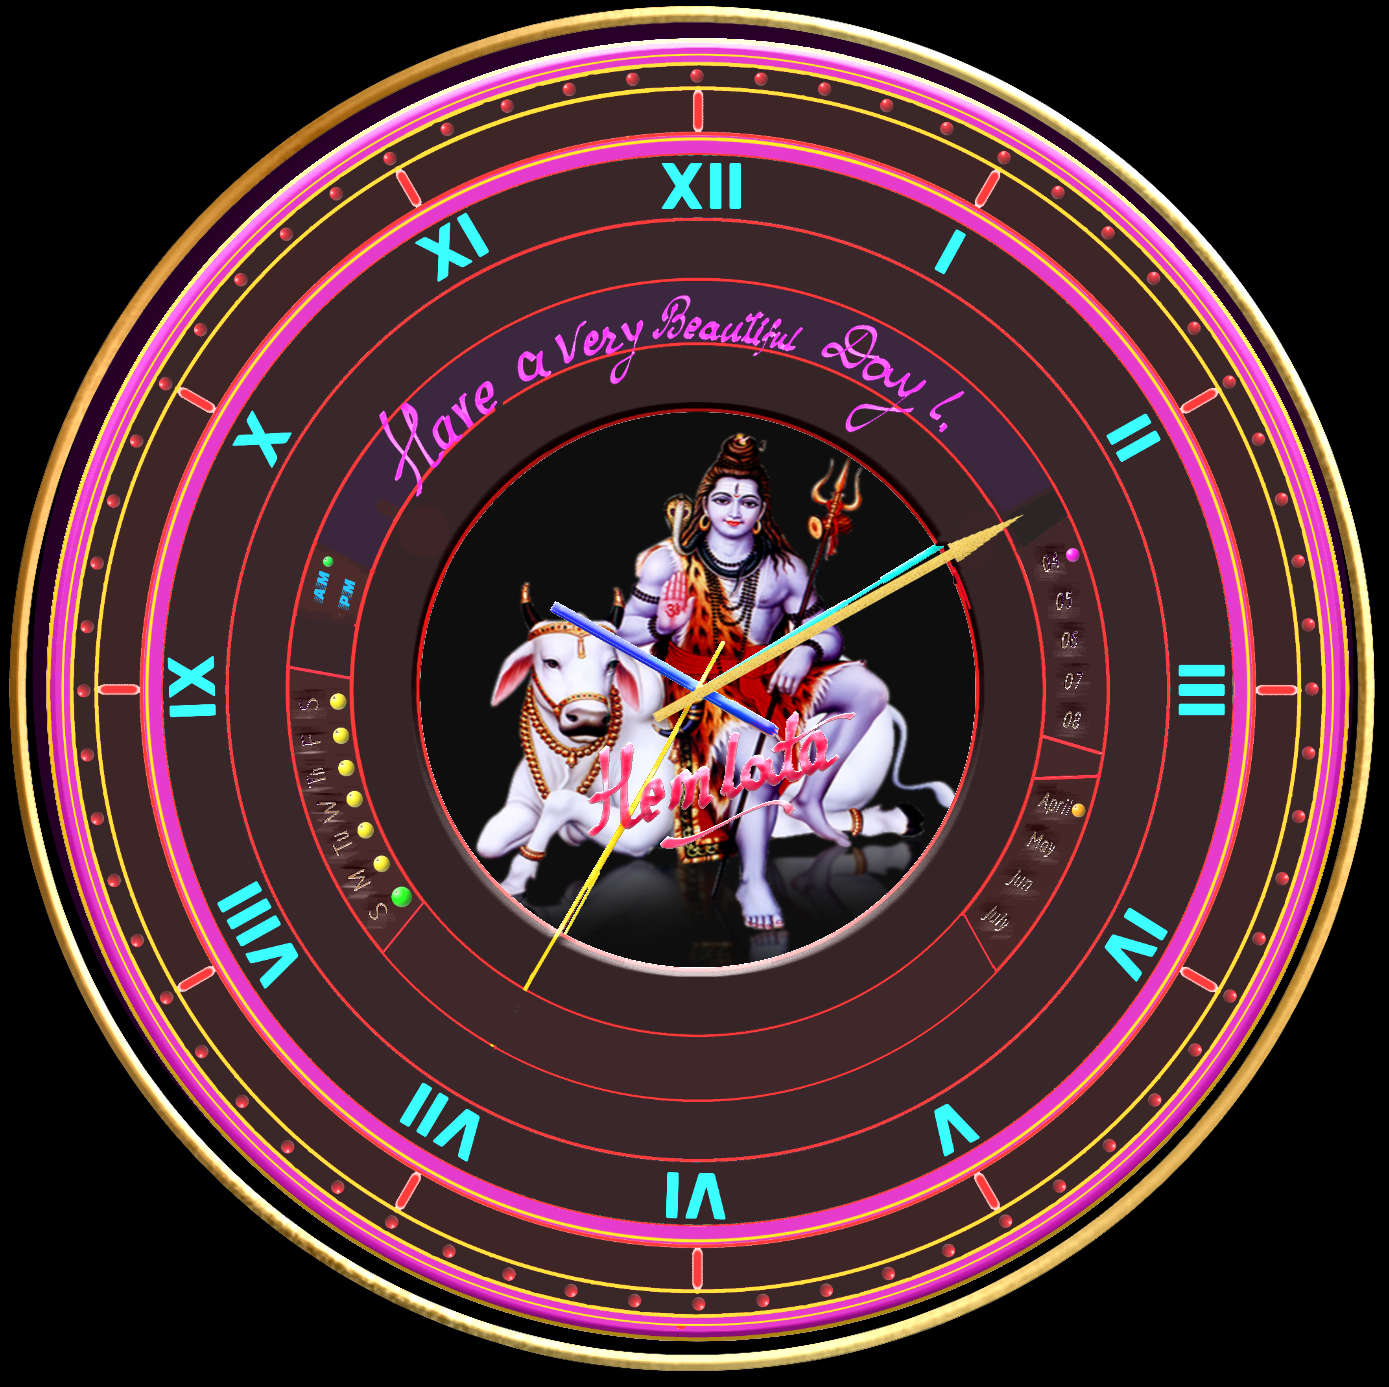 XII
I
II
III
IV
V
VI
VII
VIII
IX
X
XI
Have a Very Beautiful Day!,
AM
PM
S
F
Th
W
Tu
M
S
04
05
06
07
08
April
May
Jun
July
Hemlata
ॐ